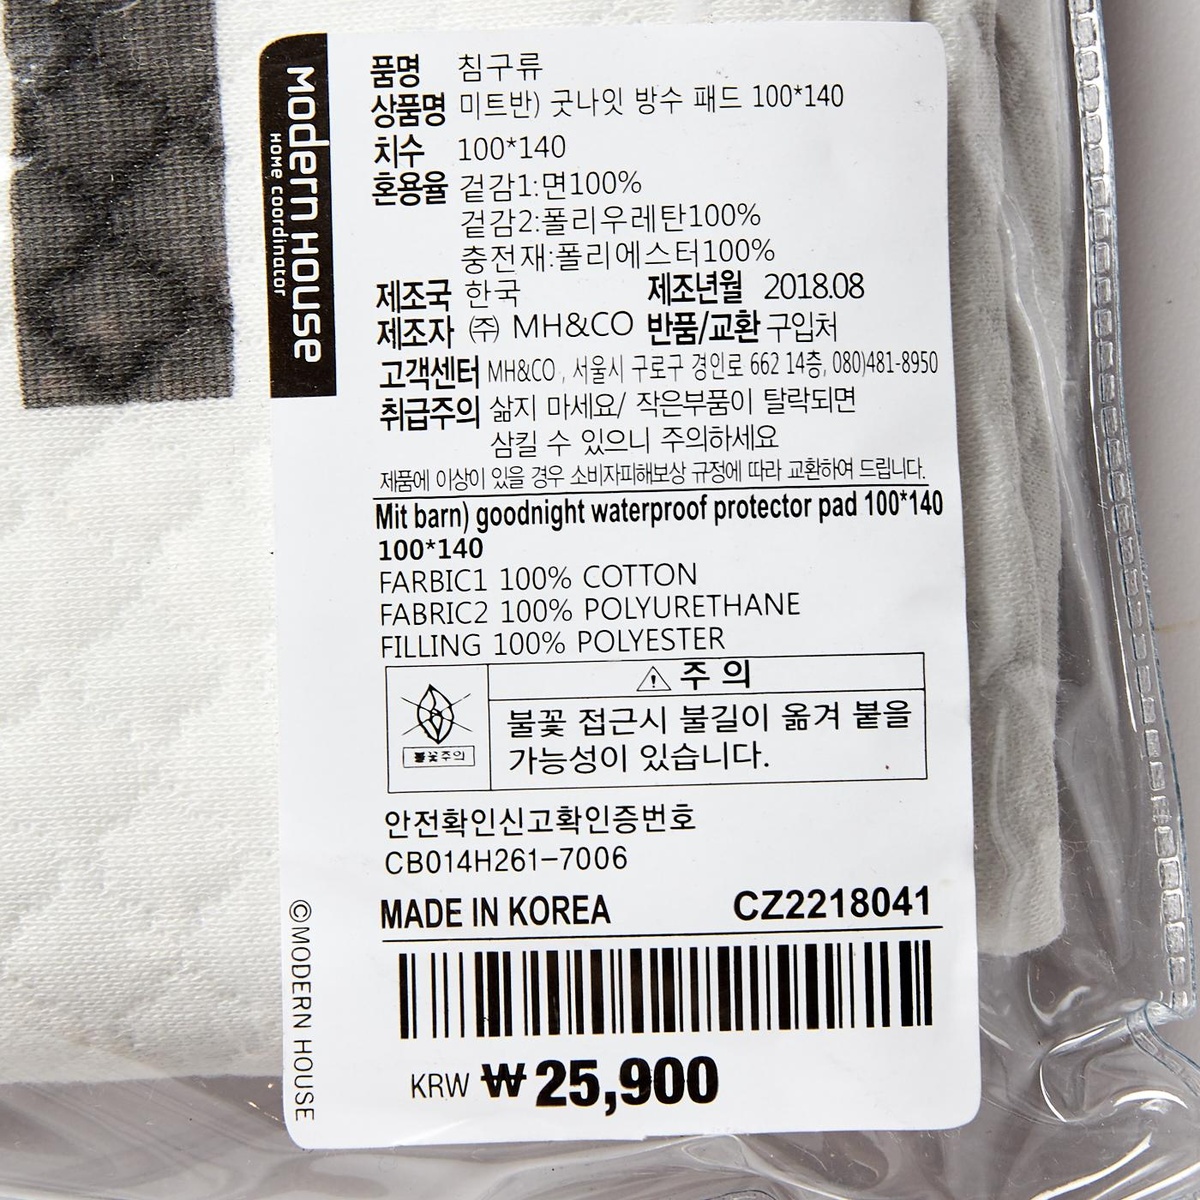 MODERN HOUSE
HOME coordinator
품명 침구류
상품명 미트반) 굿나잇 방수 패드 100*140
치수 100*140
혼용율 겉감1:면100%
겉감2:폴리우레탄100%
충전재:폴리에스터100%
제조국 한국 제조년월 2018.08
제조자 ㈜ MH&CO 반품/교환 구입처
고객센터 MH&CO., 서울시 구로구 경인로 662 14층, 080)481-8950
취급주의 삶지 마세요/ 작은부품이 탈락되면
삼킬 수 있으니 주의하세요
제품에 이상이 있을 경우 소비자피해보상 규정에 따라 교환하여 드립니다.
Mit barn) goodnight waterproof protector pad 100*140
100*140
FARBIC1 100% COTTON
FABRIC2 100% POLYURETHANE
FILLING 100% POLYESTER
⚠ 주 의
불꽃주의
불꽃 접근시 불길이 옮겨 붙을
가능성이 있습니다.
안전확인신고확인증번호
CB014H261-7006
MADE IN KOREA CZ2218041
KRW ₩25,900
©MODERN HOUSE